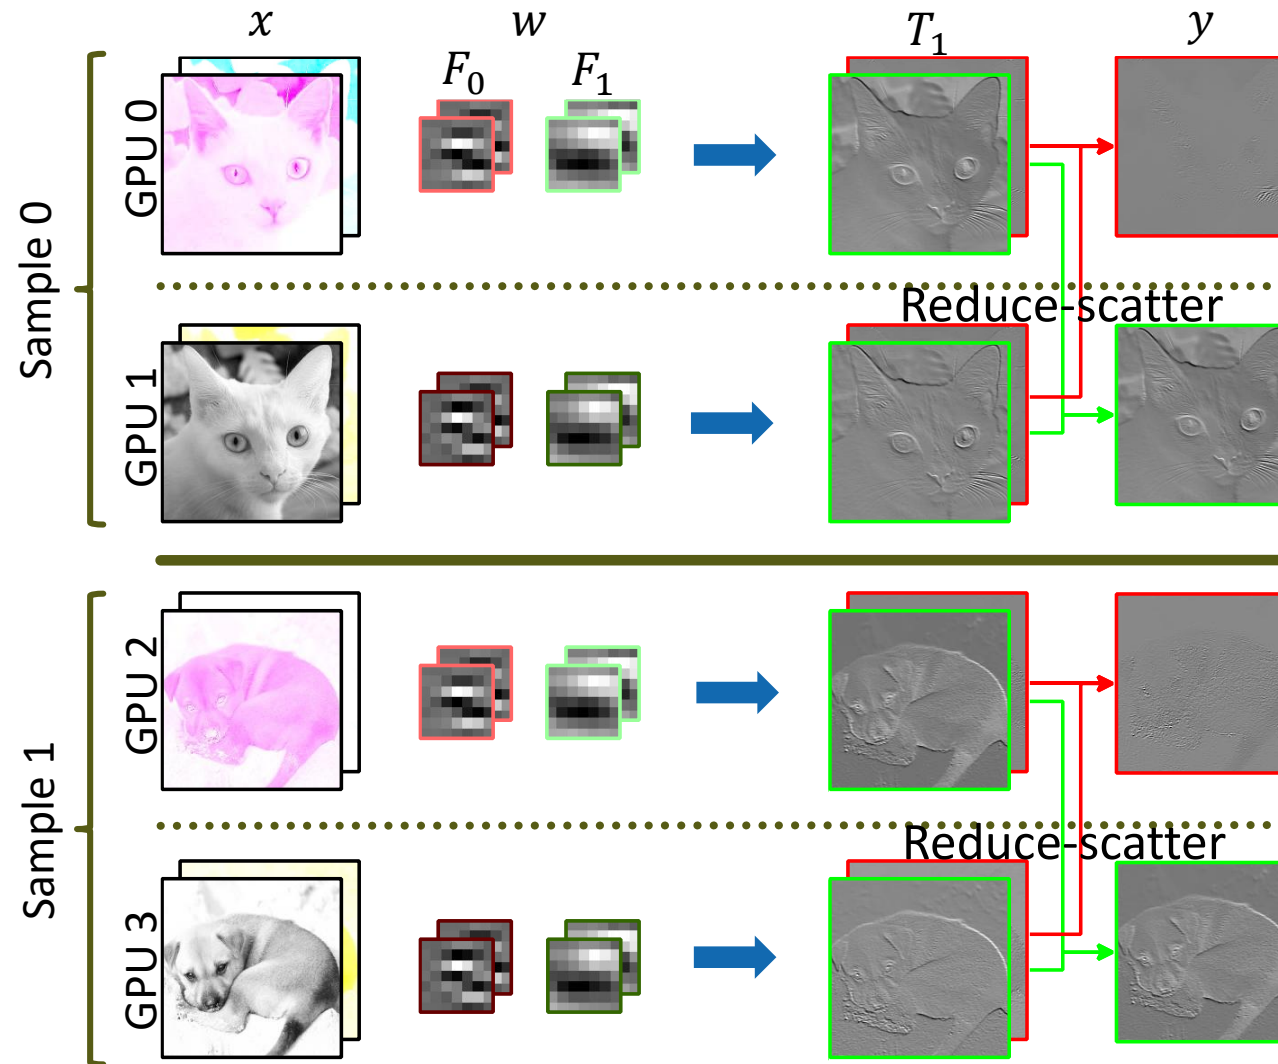 x w T₁ y
F₀ F₁
Sample 0
GPU 0
Reduce-scatter
GPU 1
Sample 1
GPU 2
Reduce-scatter
GPU 3